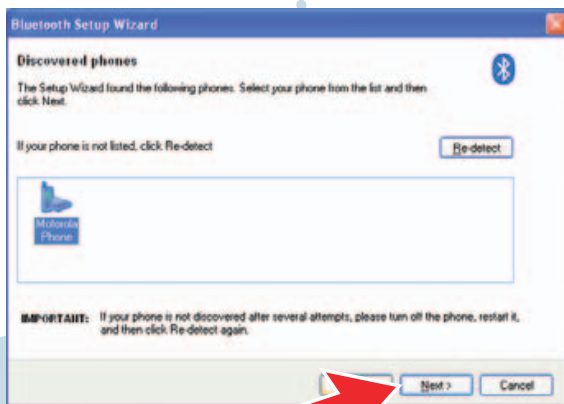 Bluetooth Setup Wizard
Discovered phones
The Setup Wizard found the following phones. Select your phone from the list and then
click Next.
If your phone is not listed, click Re-detect
Re-detect
Motorola
Phone
IMPORTANT: If your phone is not discovered after several attempts, please turn off the phone, restart it,
and then click Re-detect again.
Next >
Cancel